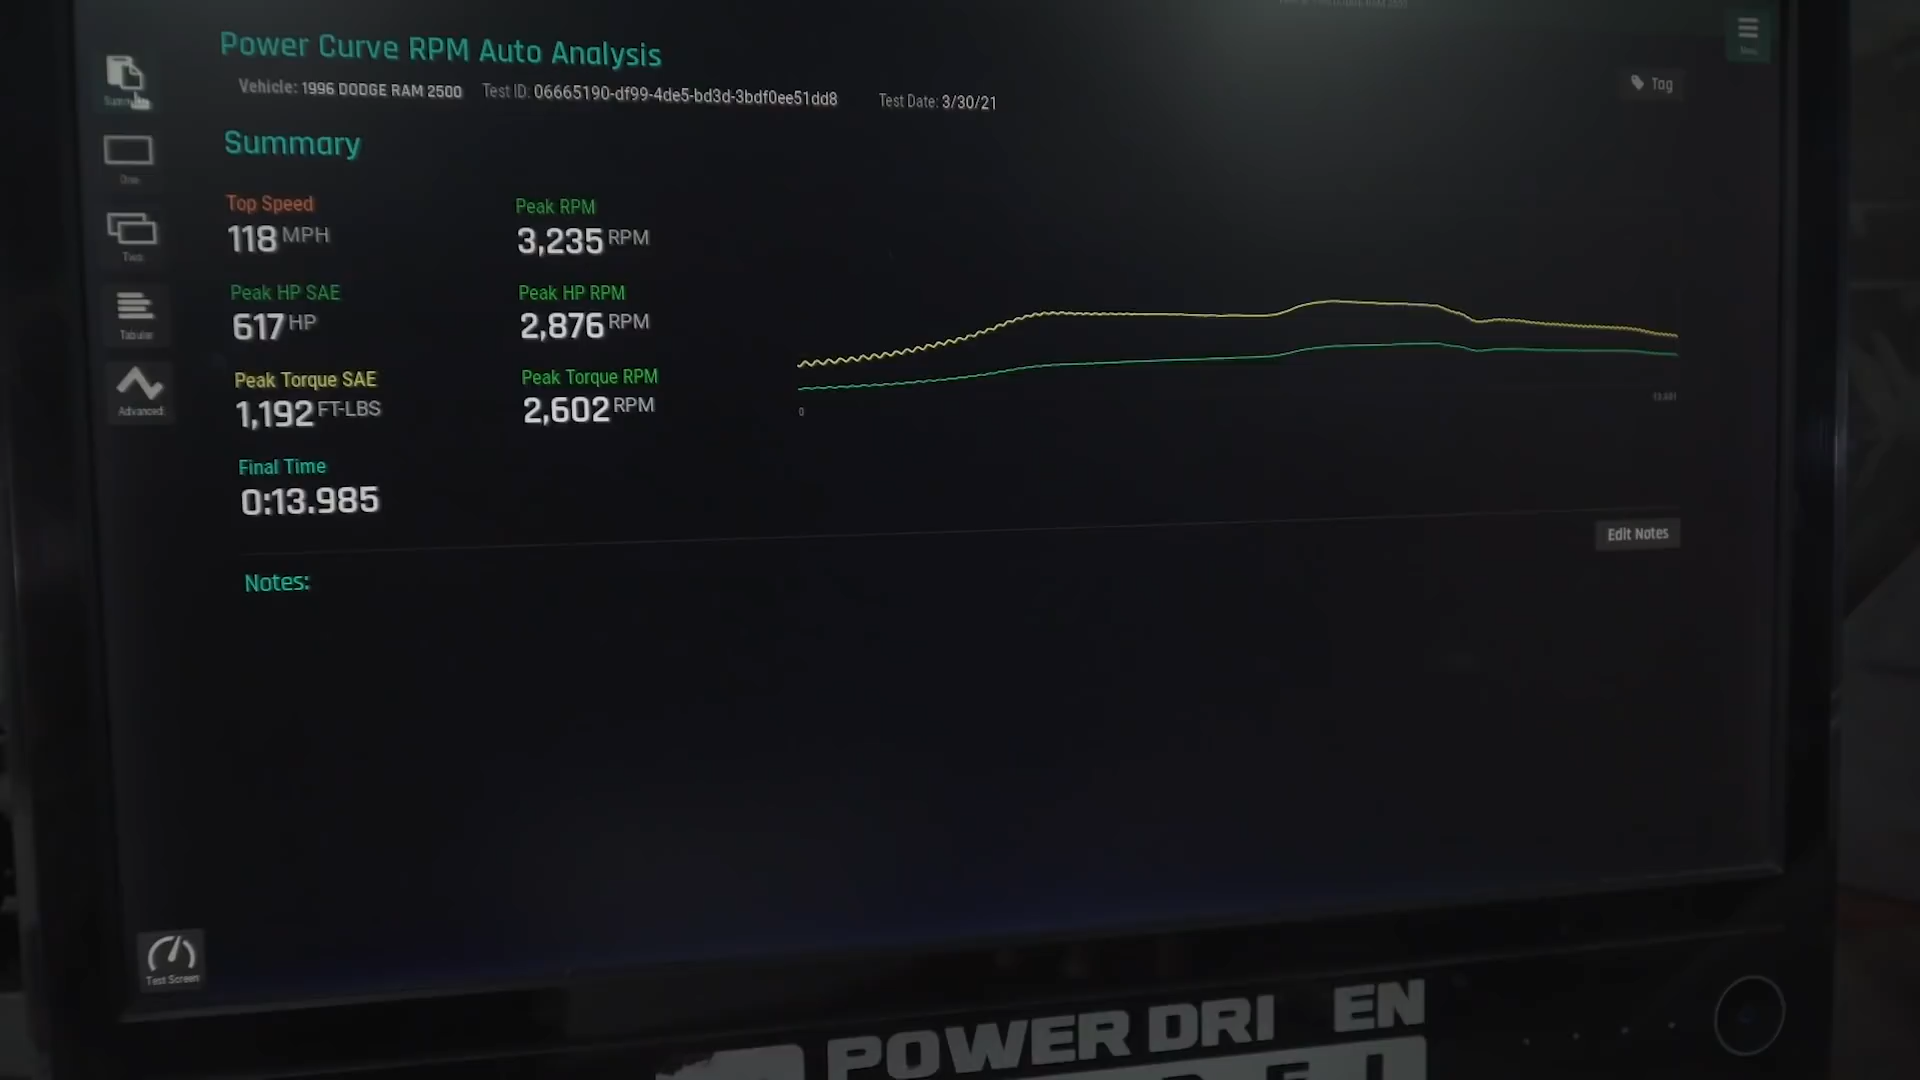 Power Curve RPM Auto Analysis
Vehicle: 1996 DODGE RAM 2500 Test ID: 06665190-df99-4de5-bd3d-3bdf0ee51dd8 Test Date: 3/30/21
Tag
Summary
One
Two
Tabular
Advanced
Summary
Top Speed
118 MPH
Peak RPM
3,235 RPM
Peak HP SAE
617 HP
Peak HP RPM
2,876 RPM
Peak Torque SAE
1,192 FT-LBS
Peak Torque RPM
2,602 RPM
Final Time
0:13.985
0
Edit Notes
Notes:
Test Screen
POWER DRI EN